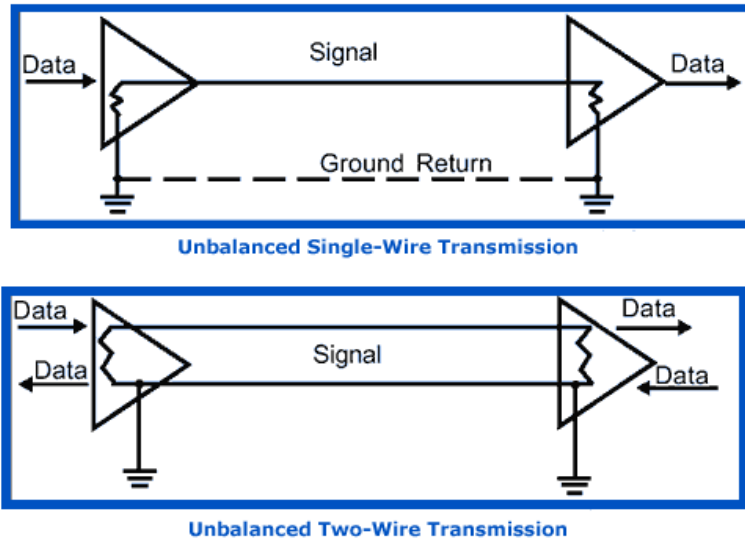 Data
Signal
Data
Ground Return
Unbalanced Single-Wire Transmission
Data
Data
Signal
Data
Data
Unbalanced Two-Wire Transmission